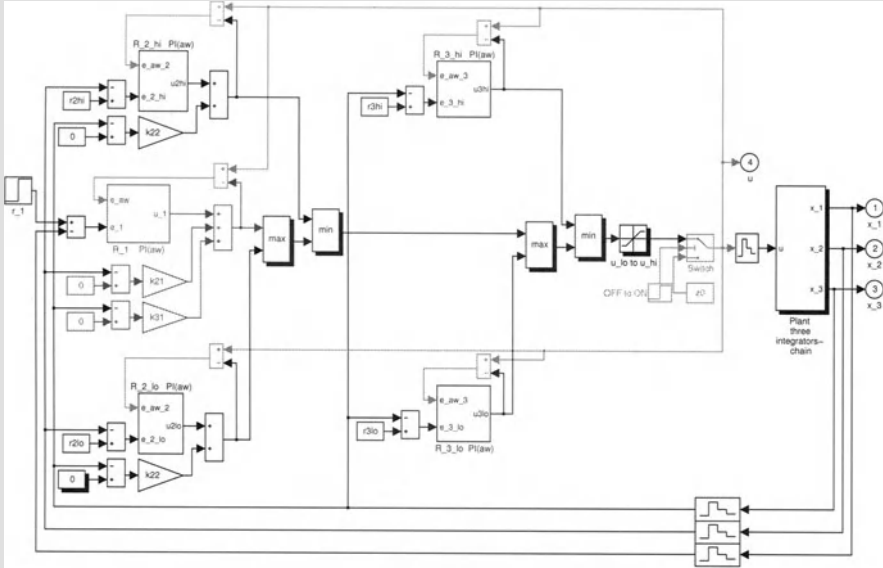 R_2_hi PI(aw)
e_aw_2
u2hi
r2hi
e_2_hi
0
k22
R_3_hi PI(aw)
e_aw_3
u3hi
r3hi
e_3_hi
4
u
r_1
e_aw
u_1
e_1
R_1 PI(aw)
max
min
max
min
u_lo to u_hi
Switch
OFF to ON
z0
u
x_1
x_2
x_3
Plant
three
integrators–
chain
1
x_1
2
x_2
3
x_3
0
k21
0
k31
R_2_lo PI(aw)
e_aw_2
u2lo
r2lo
e_2_lo
0
k22
e_aw_3
u3lo
r3lo
e_3_lo
R_3_lo PI(aw)